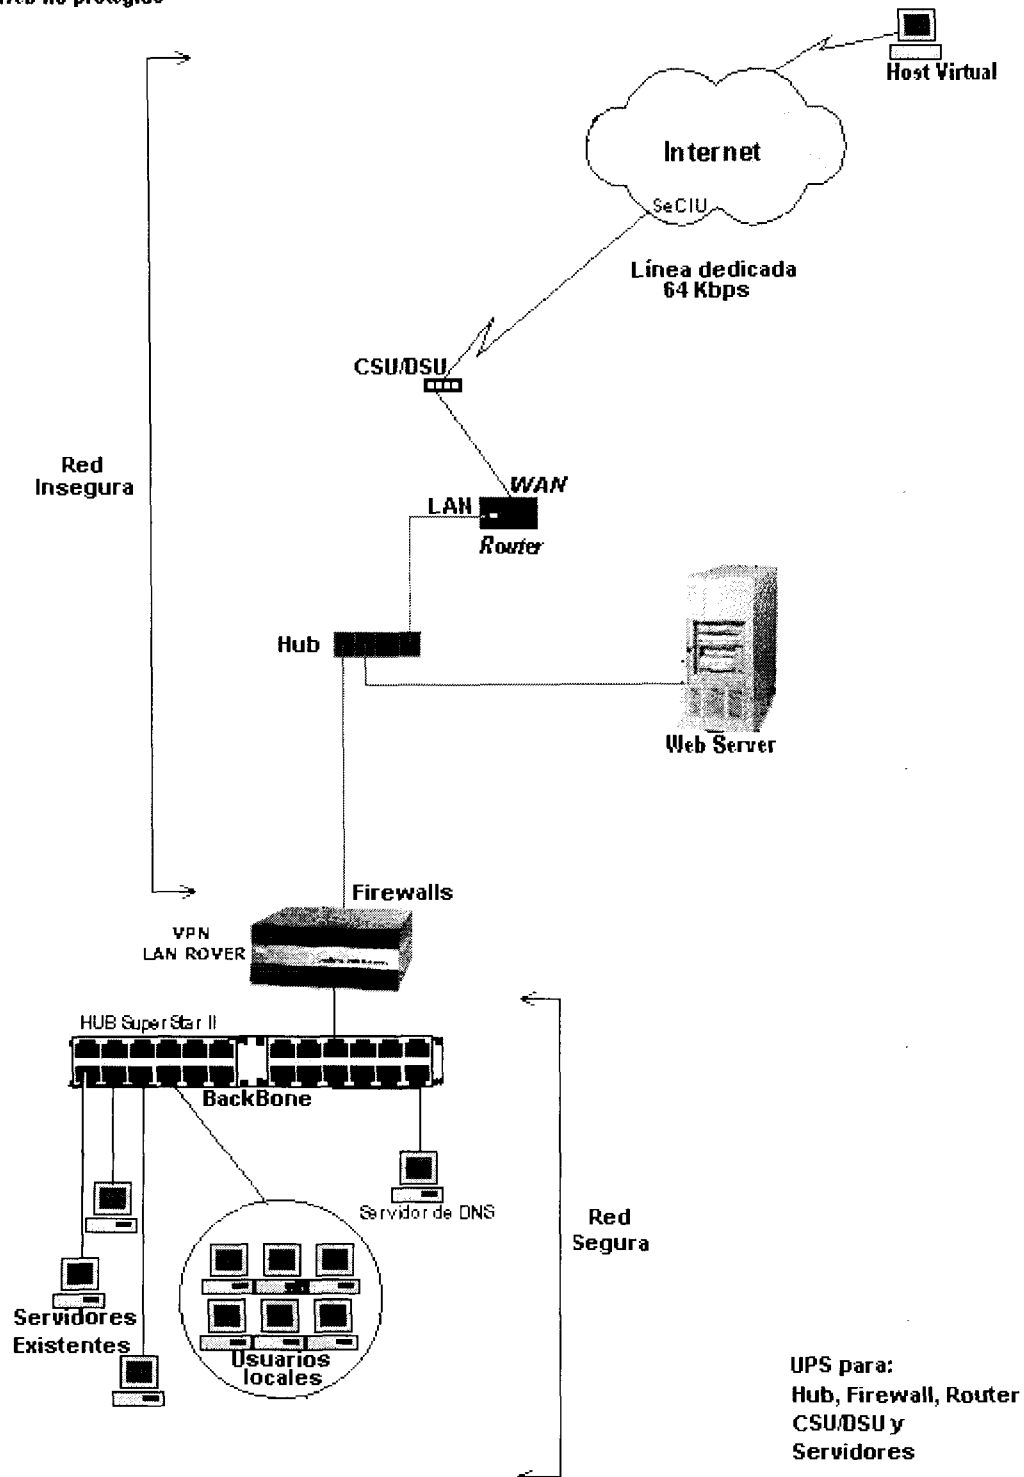 no protegido
Host Virtual
Internet
SeCIU
Línea dedicada
64 Kbps
CSU/DSU
Red
Insegura
WAN
LAN
Router
Hub
Web Server
Firewalls
VPN
LAN ROVER
HUB Super Star II
BackBone
Servidor de DNS
Red
Segura
Servidores
Existentes
Usuarios
locales
UPS para:
Hub, Firewall, Router
CSU/DSU y
Servidores